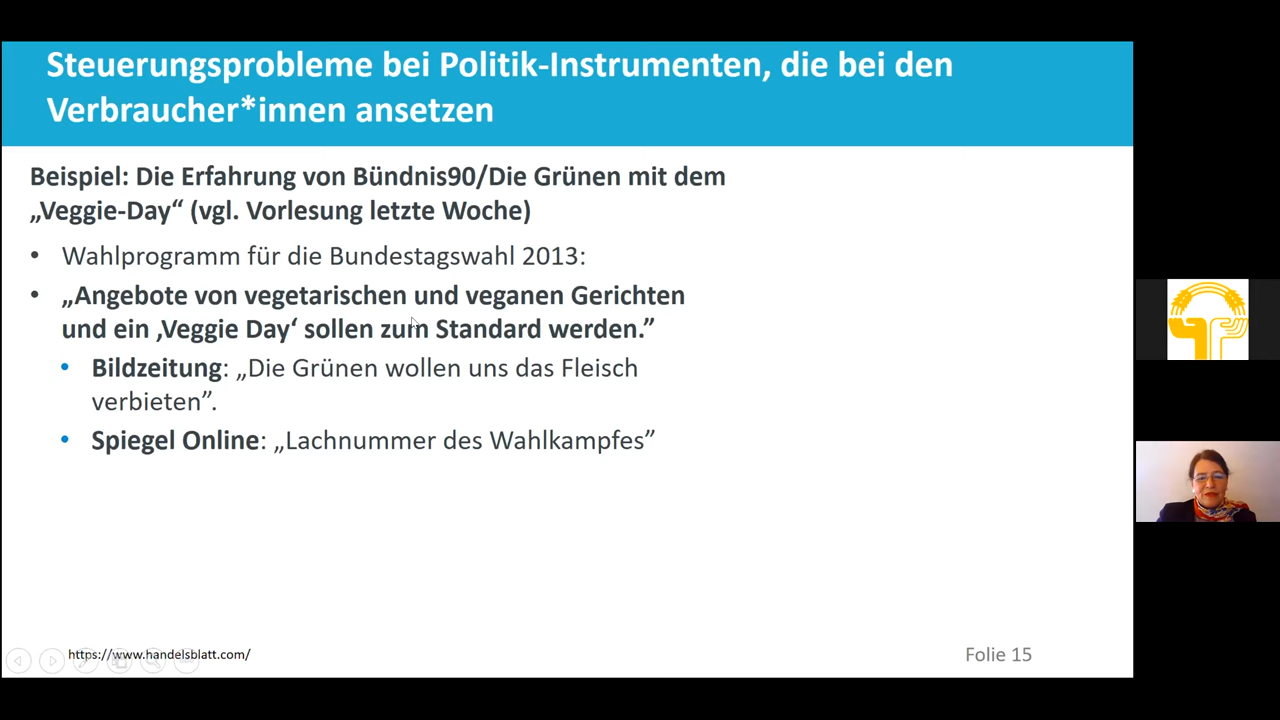 Steuerungsprobleme bei Politik-Instrumenten, die bei den
Verbraucher*innen ansetzen
Beispiel: Die Erfahrung von Bündnis90/Die Grünen mit dem
„Veggie-Day“ (vgl. Vorlesung letzte Woche)
• Wahlprogramm für die Bundestagswahl 2013:
• „Angebote von vegetarischen und veganen Gerichten
und ein ‚Veggie Day‘ sollen zum Standard werden.”
• Bildzeitung: „Die Grünen wollen uns das Fleisch
verbieten”.
• Spiegel Online: „Lachnummer des Wahlkampfes”
https://www.handelsblatt.com/
Folie 15